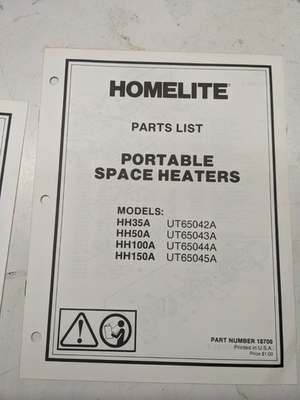 HOMELITE®
PARTS LIST
PORTABLE
SPACE HEATERS
MODELS:
HH35A UT65042A
HH50A UT65043A
HH100A UT65044A
HH150A UT65045A
PART NUMBER 18706
Printed in U.S.A.
Price $1.00